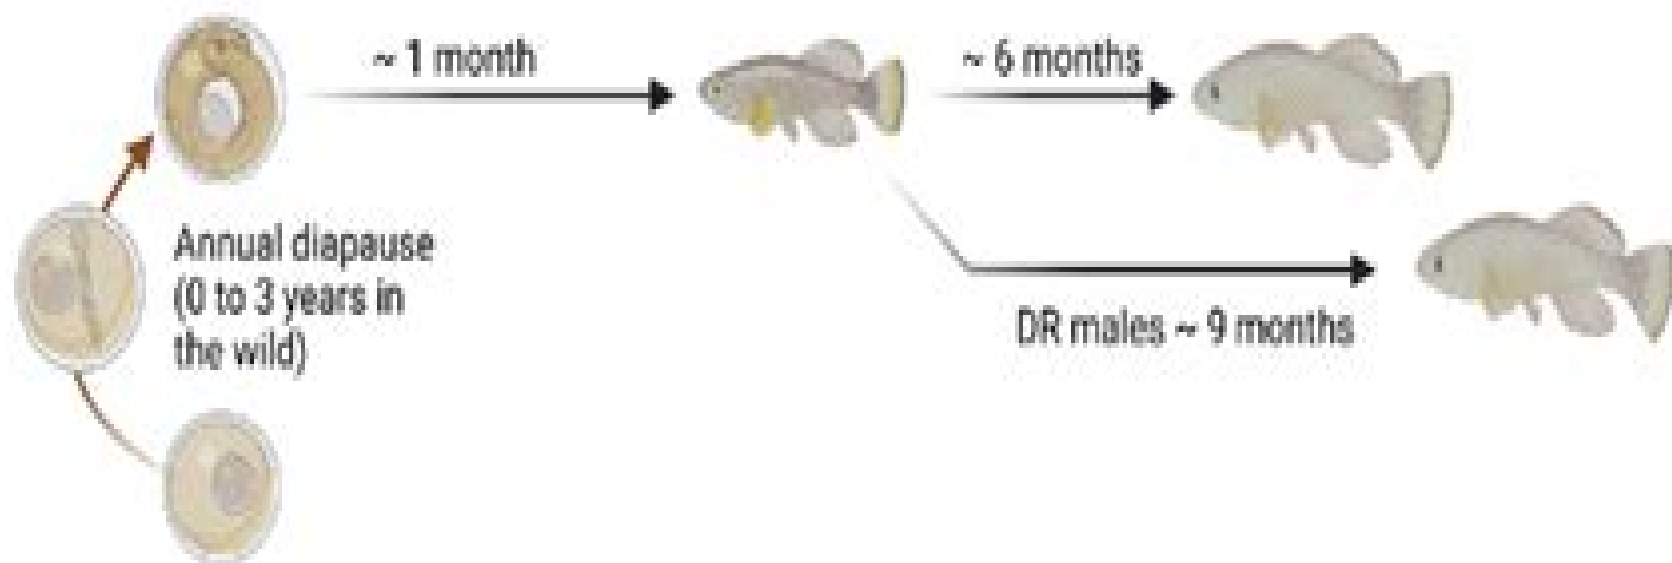 ~ 1 month
~ 6 months
Annual diapause
(0 to 3 years in
the wild)
DR males ~ 9 months